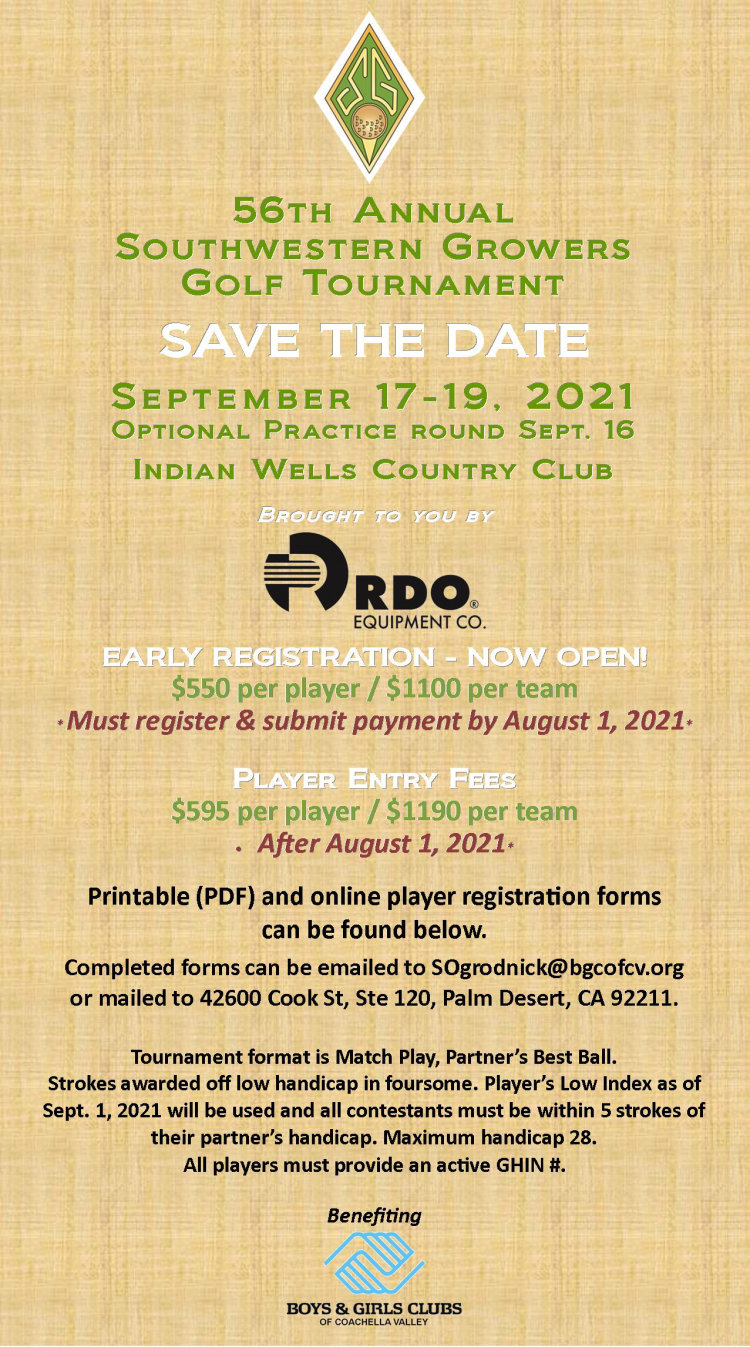 SG
56th Annual
Southwestern Growers
Golf Tournament
SAVE THE DATE
September 17-19, 2021
Optional Practice round Sept. 16
Indian Wells Country Club
Brought to you by
RDO®
EQUIPMENT CO.
EARLY REGISTRATION - NOW OPEN!
$550 per player / $1100 per team
*Must register & submit payment by August 1, 2021*
Player Entry Fees
$595 per player / $1190 per team
• After August 1, 2021*
Printable (PDF) and online player registration forms
can be found below.
Completed forms can be emailed to SOgrodnick@bgcofcv.org
or mailed to 42600 Cook St, Ste 120, Palm Desert, CA 92211.
Tournament format is Match Play, Partner's Best Ball.
Strokes awarded off low handicap in foursome. Player's Low Index as of
Sept. 1, 2021 will be used and all contestants must be within 5 strokes of
their partner's handicap. Maximum handicap 28.
All players must provide an active GHIN #.
Benefiting
BOYS & GIRLS CLUBS
OF COACHELLA VALLEY